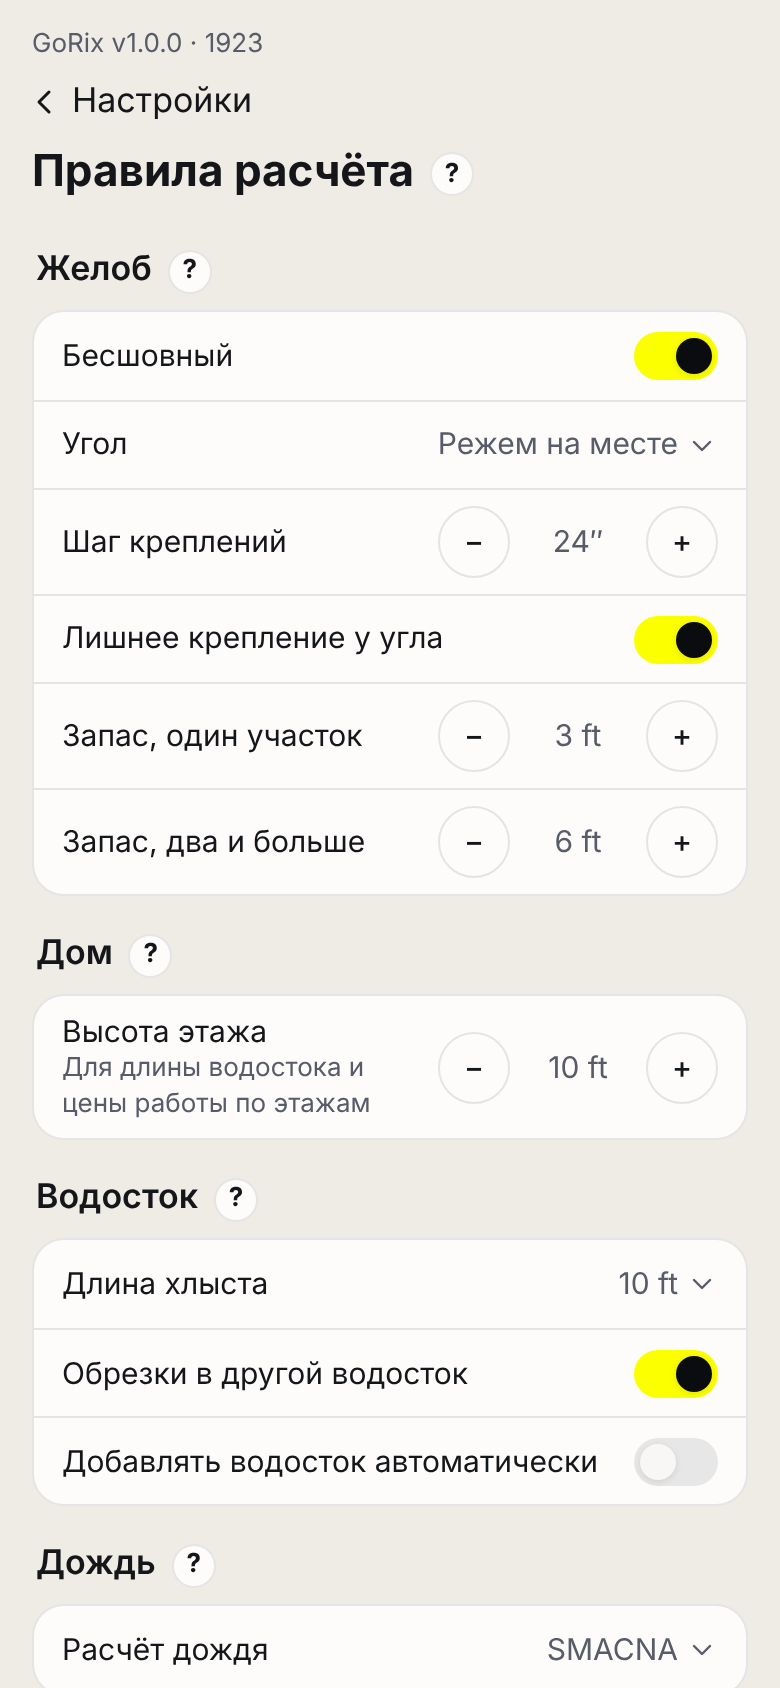 GoRix v1.0.0 · 1923
Настройки
Правила расчёта ?
Желоб ?
Бесшовный
Угол Режем на месте
Шаг креплений − 24″ +
Лишнее крепление у угла
Запас, один участок − 3 ft +
Запас, два и больше − 6 ft +
Дом ?
Высота этажа
Для длины водостока и
цены работы по этажам
− 10 ft +
Водосток ?
Длина хлыста 10 ft
Обрезки в другой водосток
Добавлять водосток автоматически
Дождь ?
Расчёт дождя SMACNA